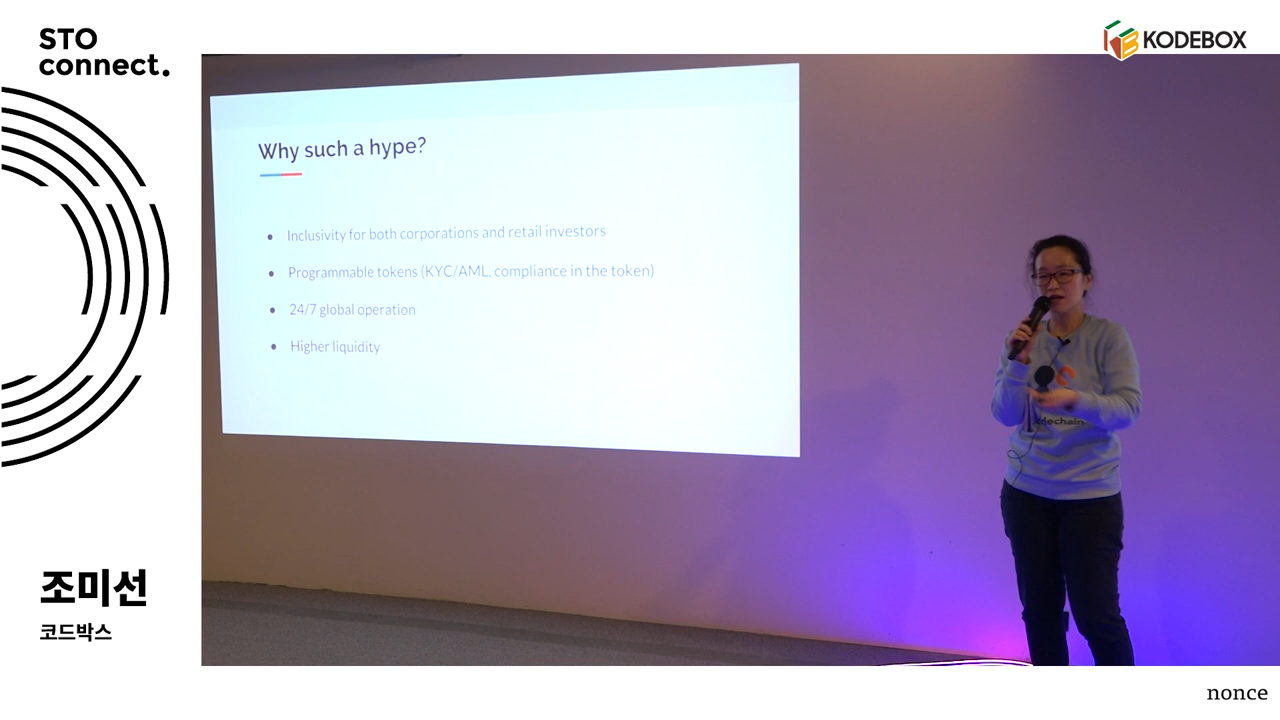 STO
connect.
KODEBOX
Why such a hype?
Inclusivity for both corporations and retail investors
Programmable tokens (KYC/AML, compliance in the token)
24/7 global operation
Higher liquidity
조미선
코드박스
nonce